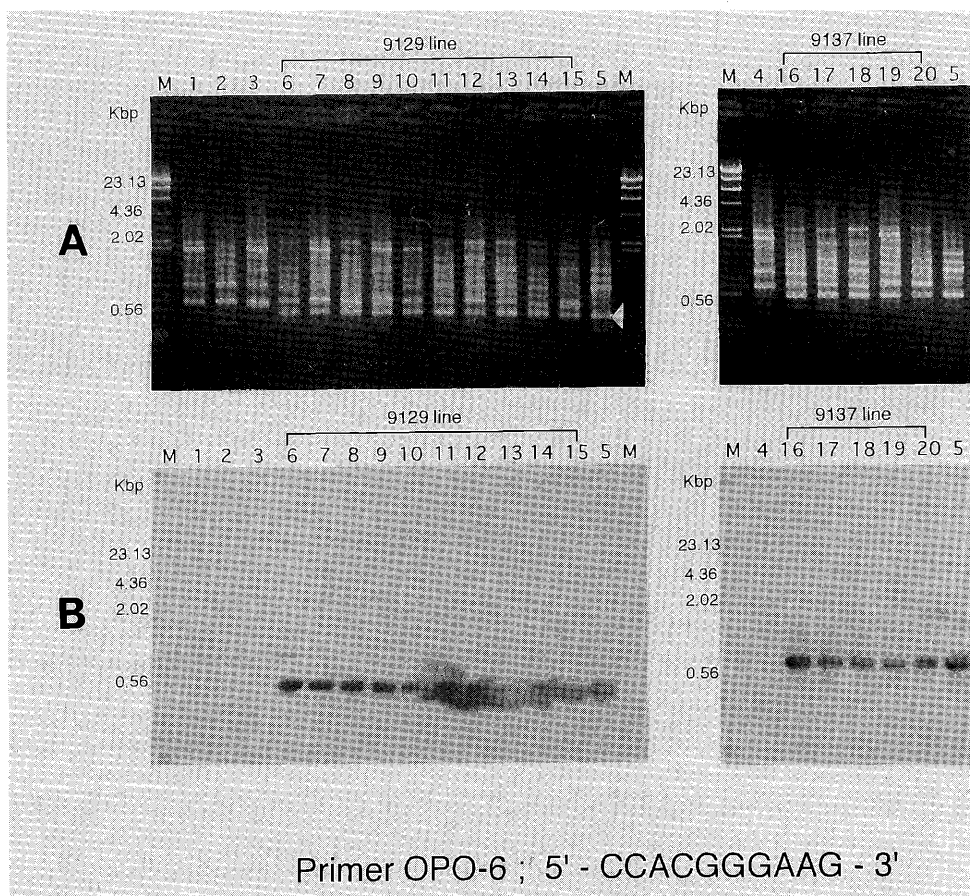 9129 line
9137 line
M 1 2 3 6 7 8 9 10 11 12 13 14 15 5 M
M 4 16 17 18 19 20 5
Kbp
Kbp
23.13
23.13
4.36
4.36
2.02
2.02
A
0.56
0.56
9129 line
9137 line
M 1 2 3 6 7 8 9 10 11 12 13 14 15 5 M
M 4 16 17 18 19 20 5
Kbp
Kbp
23.13
23.13
4.36
4.36
2.02
2.02
B
0.56
0.56
Primer OPO-6 ; 5' - CCACGGGAAG - 3'